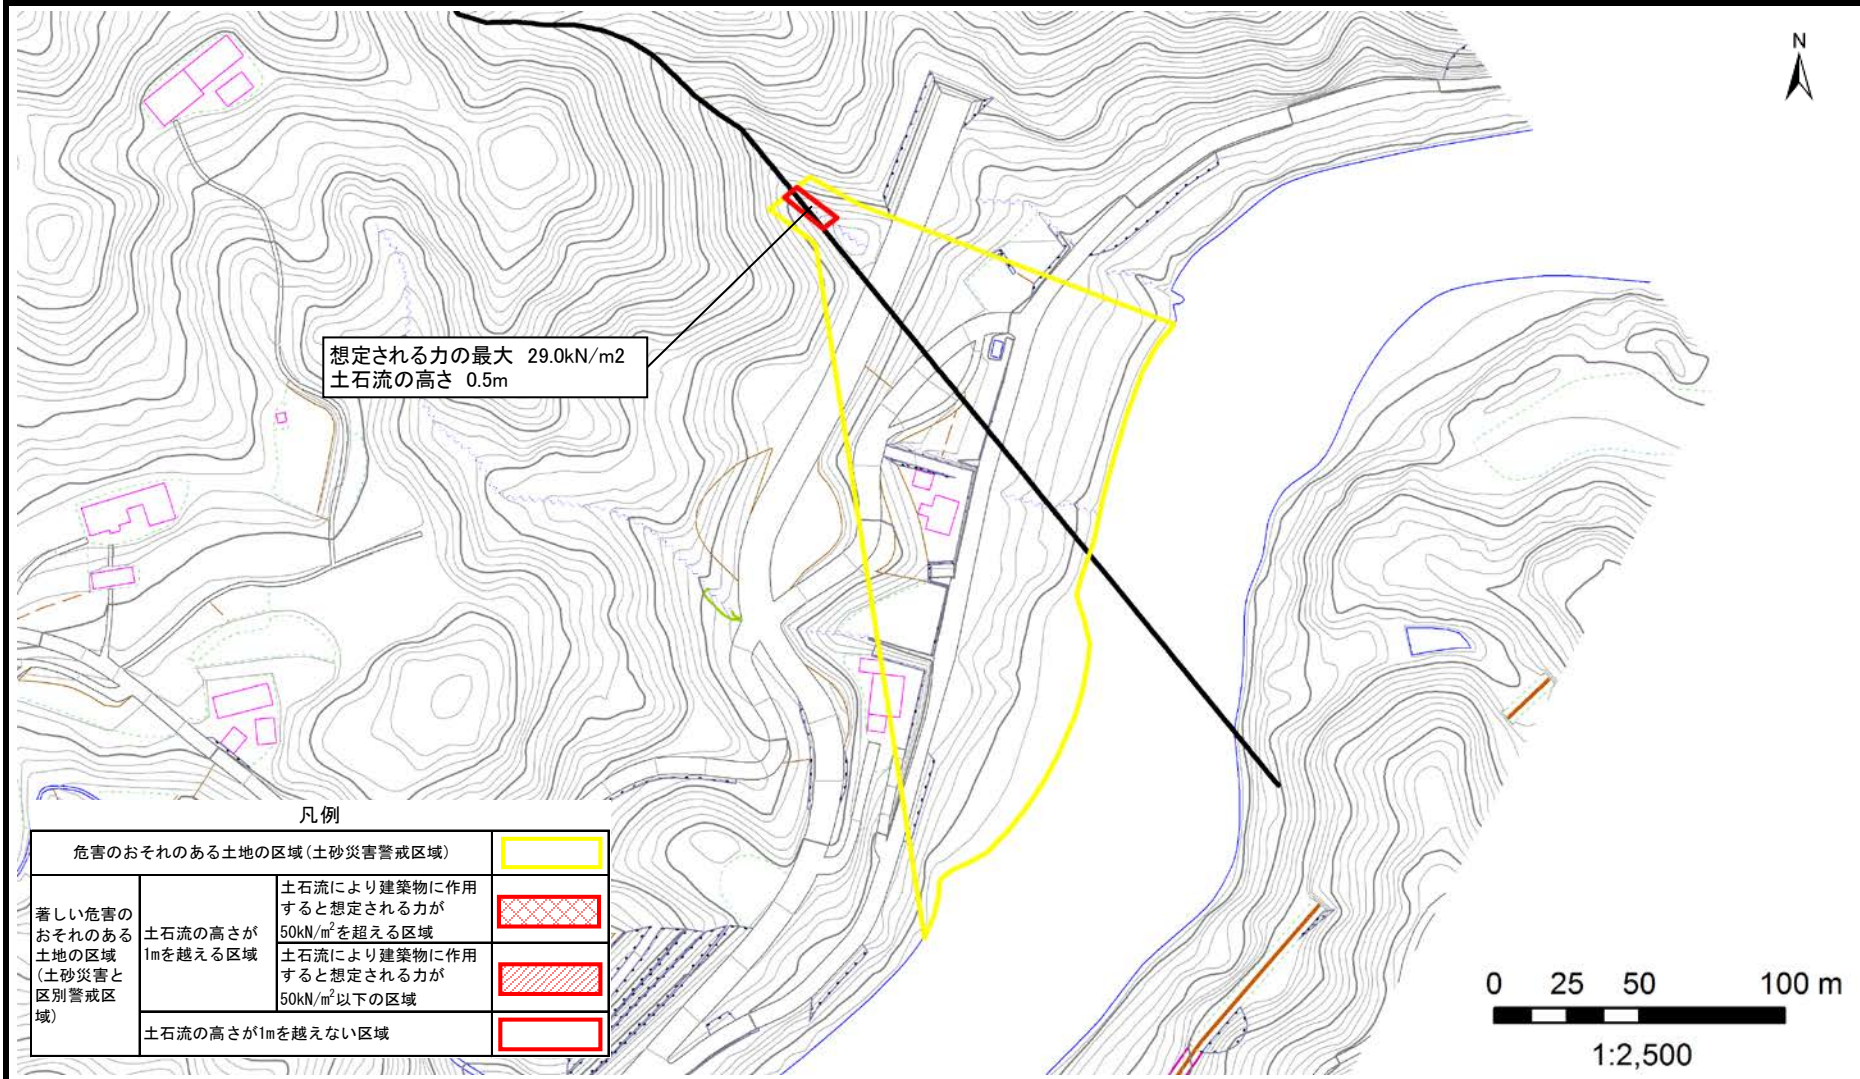 N
想定される力の最大 29.0kN/m2
土石流の高さ 0.5m
凡例
危害のおそれのある土地の区域(土砂災害警戒区域)
著しい危害の
おそれのある
土地の区域
(土砂災害と
区別警戒区
域)
土石流の高さが
1mを越える区域
土石流により建築物に作用
すると想定される力が
50kN/m²を超える区域
土石流により建築物に作用
すると想定される力が
50kN/m²以下の区域
土石流の高さが1mを越えない区域
0 25 50 100 m
1:2,500